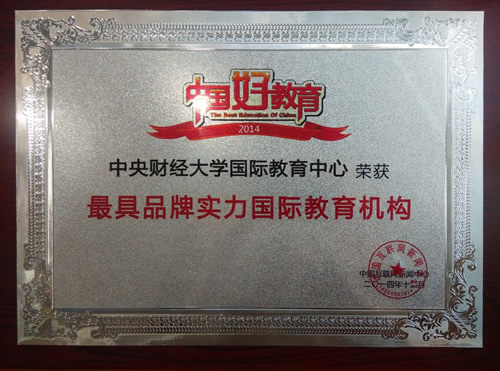 中国好教育
The Best Education Of China
2014
中央财经大学国际教育中心 荣获
最具品牌实力国际教育机构
中国互联网新闻中心
二〇一四年十二月